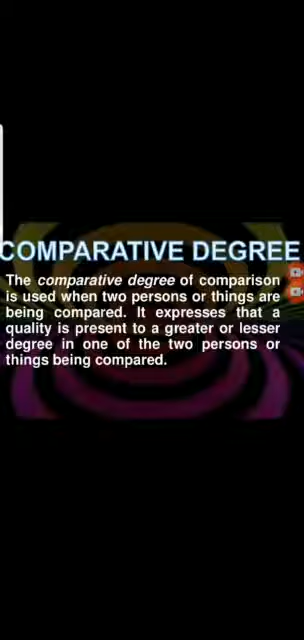 COMPARATIVE DEGREE
The comparative degree of comparison
is used when two persons or things are
being compared. It expresses that a
quality is present to a greater or lesser
degree in one of the two persons or
things being compared.